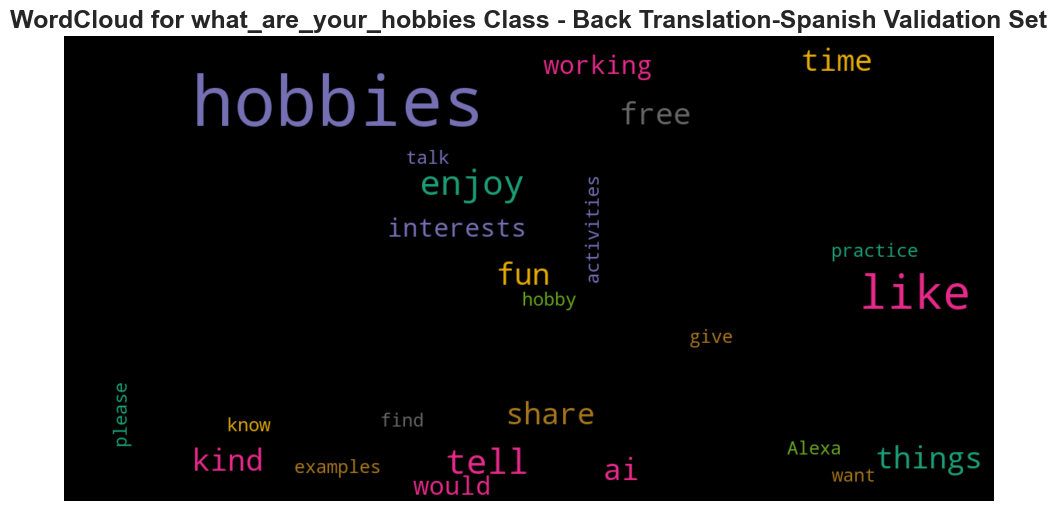 WordCloud for what_are_your_hobbies Class - Back Translation-Spanish Validation Set
working
time
hobbies
free
talk
enjoy
activities
interests
practice
fun
like
hobby
give
please
share
know
find
Alexa
things
kind
examples
tell
ai
want
would